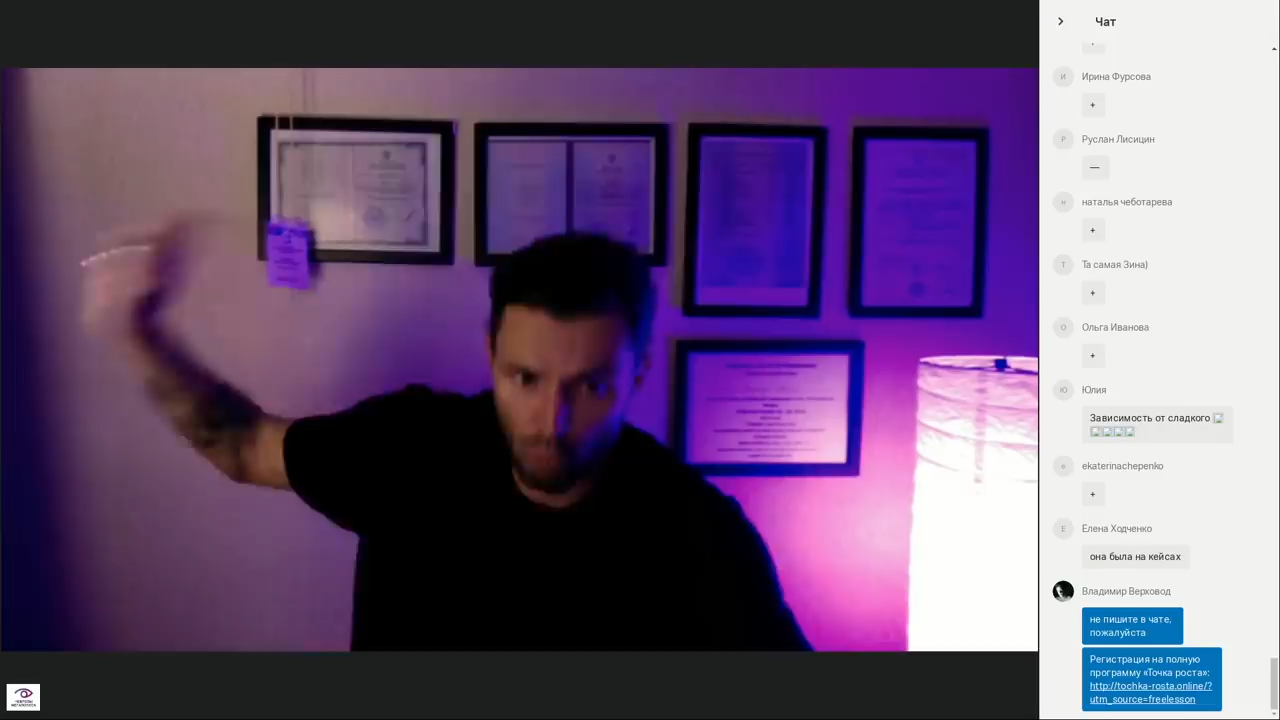 Чат
И
Ирина Фурсова
+
Р
Руслан Лисицин
—
н
наталья чеботарева
+
Т
Та самая Зина)
+
О
Ольга Иванова
+
Ю
Юлия
Зависимость от сладкого
e
ekaterinachepenko
+
Е
Елена Ходченко
она была на кейсах
Владимир Верховод
не пишите в чате,
пожалуйста
Регистрация на полную
программу «Точка роста»:
http://tochka-rosta.online/?
utm_source=freelesson